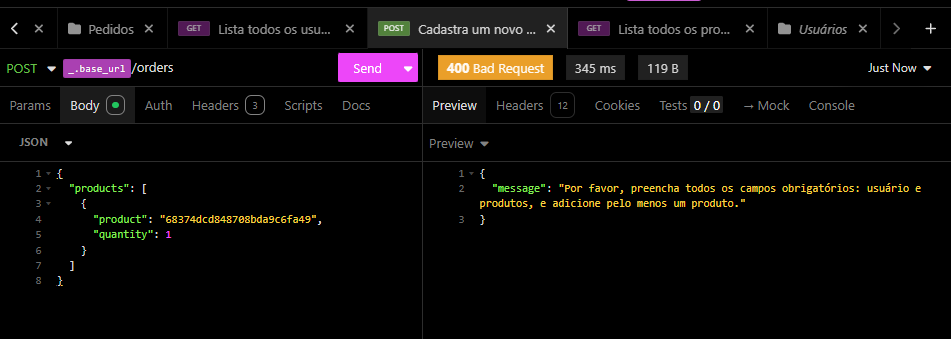 Pedidos
GET Lista todos os usu...
POST Cadastra um novo ...
GET Lista todos os pro...
Usuários
POST _.base_url/orders
Send
400 Bad Request 345 ms 119 B
Just Now
Params Body Auth Headers 3 Scripts Docs
Preview Headers 12 Cookies Tests 0 / 0 → Mock Console
JSON
Preview
1 {
2 "products": [
3 {
4 "product": "68374dcd848708bda9c6fa49",
5 "quantity": 1
6 }
7 ]
8 }
1 {
2 "message": "Por favor, preencha todos os campos obrigatórios: usuário e
produtos, e adicione pelo menos um produto."
3 }